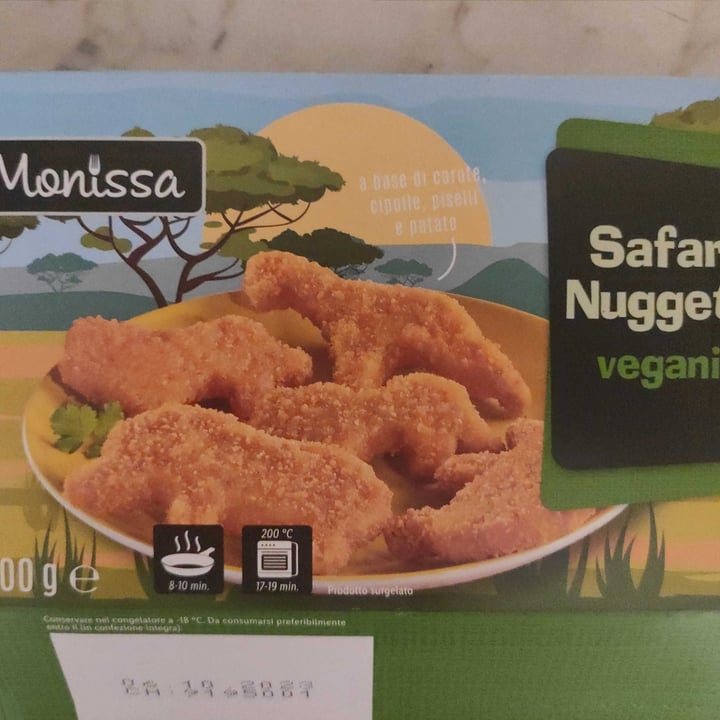 Monissa
a base di carote,
cipolle, piselli
e patate
Safar
Nugget
vegani
00g e
8-10 min.
200 °C
17-19 min.
Prodotto surgelato
Conservare nel congelatore a -18 °C. Da consumarsi preferibilmente
entro il (in confezione integra):